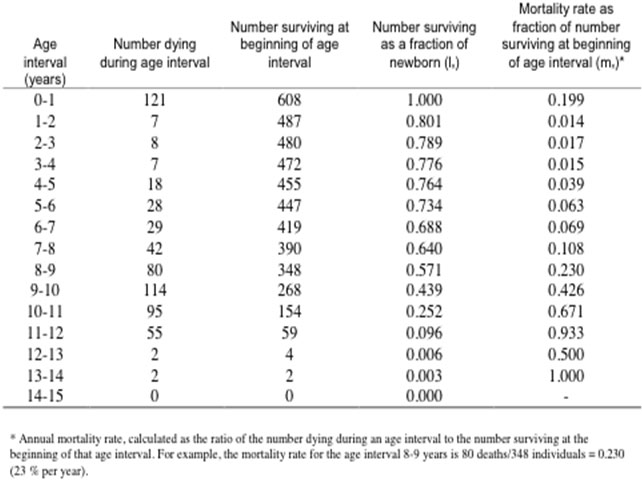 Age interval (years) Number dying during age interval Number surviving at beginning of age interval Number surviving as a fraction of newborn (lₓ) Mortality rate as fraction of number surviving at beginning of age interval (mₓ)*
0-1 121 608 1.000 0.199
1-2 7 487 0.801 0.014
2-3 8 480 0.789 0.017
3-4 7 472 0.776 0.015
4-5 18 455 0.764 0.039
5-6 28 447 0.734 0.063
6-7 29 419 0.688 0.069
7-8 42 390 0.640 0.108
8-9 80 348 0.571 0.230
9-10 114 268 0.439 0.426
10-11 95 154 0.252 0.671
11-12 55 59 0.096 0.933
12-13 2 4 0.006 0.500
13-14 2 2 0.003 1.000
14-15 0 0 0.000 -
* Annual mortality rate, calculated as the ratio of the number dying during an age interval to the number surviving at the
beginning of that age interval. For example, the mortality rate for the age interval 8-9 years is 80 deaths/348 individuals = 0.230
(23 % per year).